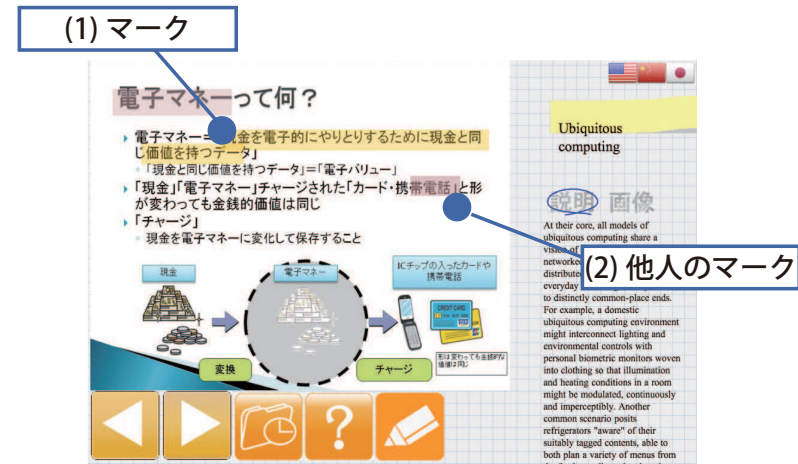 (1) マーク
電子マネーって何？
電子マネー＝「現金を電子的にやりとりするために現金と同
じ価値を持つデータ」
「現金と同じ価値を持つデータ」＝「電子バリュー」
「現金」「電子マネー」チャージされた「カード・携帯電話」と形
が変わっても金銭的価値は同じ
「チャージ」
現金を電子マネーに変化して保存すること
現金
電子マネー
ICチップの入ったカードや
携帯電話
CREDIT CARD
変換
チャージ
形は変わっても金銭的な
価値は同じ
Ubiquitous
computing
説明 画像
At their core, all models of
ubiquitous computing share a
vision of
networked
distributed
everyday
(2) 他人のマーク
to distinctly common-place ends.
For example, a domestic
ubiquitous computing environment
might interconnect lighting and
environmental controls with
personal biometric monitors woven
into clothing so that illumination
and heating conditions in a room
might be modulated, continuously
and imperceptibly. Another
common scenario posits
refrigerators "aware" of their
suitably tagged contents, able to
both plan a variety of menus from